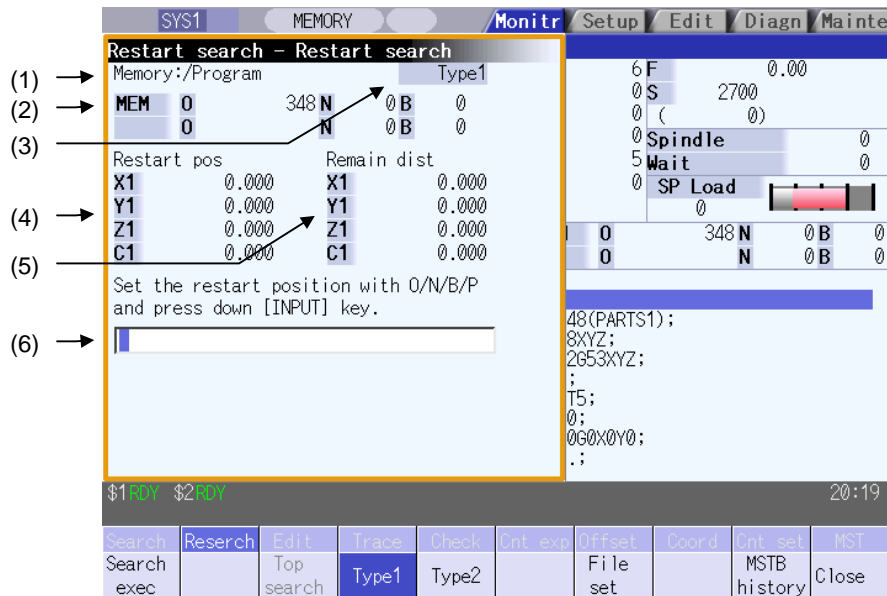 SYS1 MEMORY Monitr Setup Edit Diagn Mainte
Restart search - Restart search
(1) Memory:/Program Type1
(2) MEM O 348 N 0 B 0
(3) O N 0 B 0
Restart pos Remain dist
X1 0.000 X1 0.000
(4) Y1 0.000 Y1 0.000
Z1 0.000 Z1 0.000
(5) C1 0.000 C1 0.000
Set the restart position with O/N/B/P
and press down [INPUT] key.
(6)
6 F 0.00
0 S 2700
0 ( 0)
0 Spindle 0
5 Wait 0
0 SP Load
0
O 348 N 0 B 0
O N 0 B 0
48(PARTS1);
8XYZ;
2G53XYZ;
;
T5;
0;
0G0X0Y0;
.;
$1 RDY $2 RDY 20:19
Search Reserch Edit Trace Check Cnt exp Offset Coord Cnt set MST
Search exec Top search Type1 Type2 File set MSTB history Close